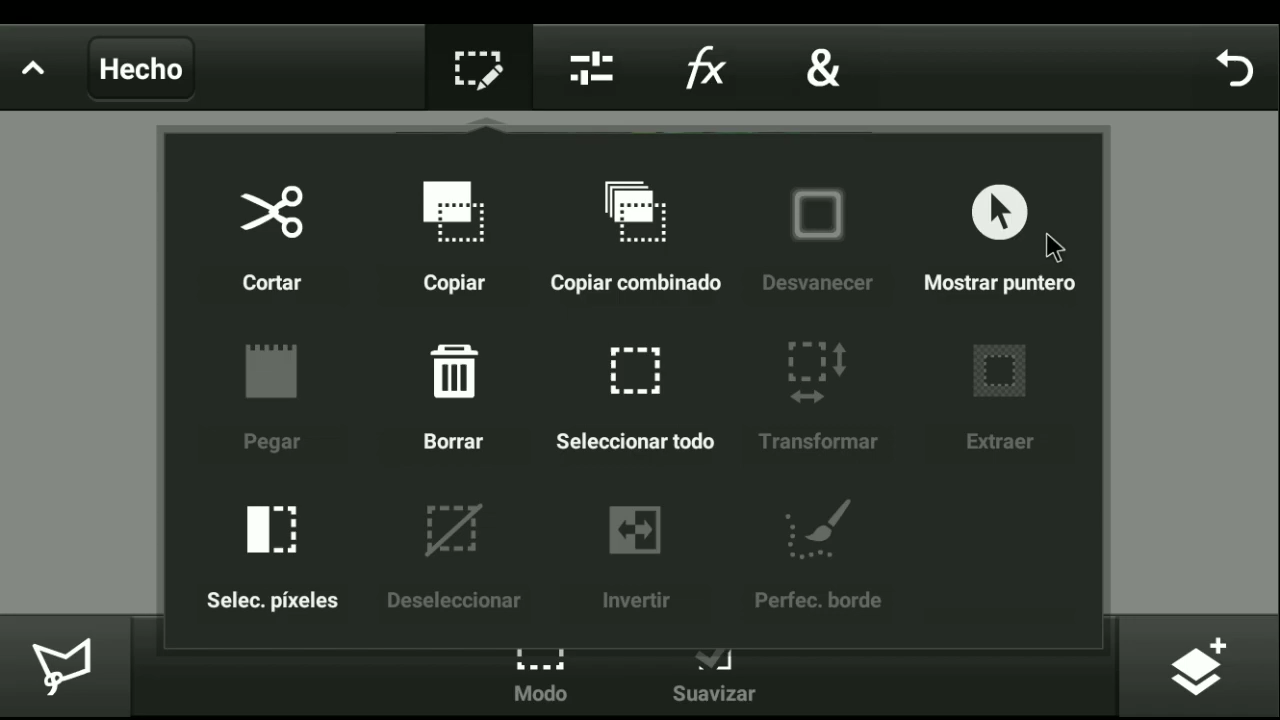 Hecho
fx
&
Cortar
Copiar
Copiar combinado
Desvanecer
Mostrar puntero
Pegar
Borrar
Seleccionar todo
Transformar
Extraer
Selec. píxeles
Deseleccionar
Invertir
Perfec. borde
Modo
Suavizar